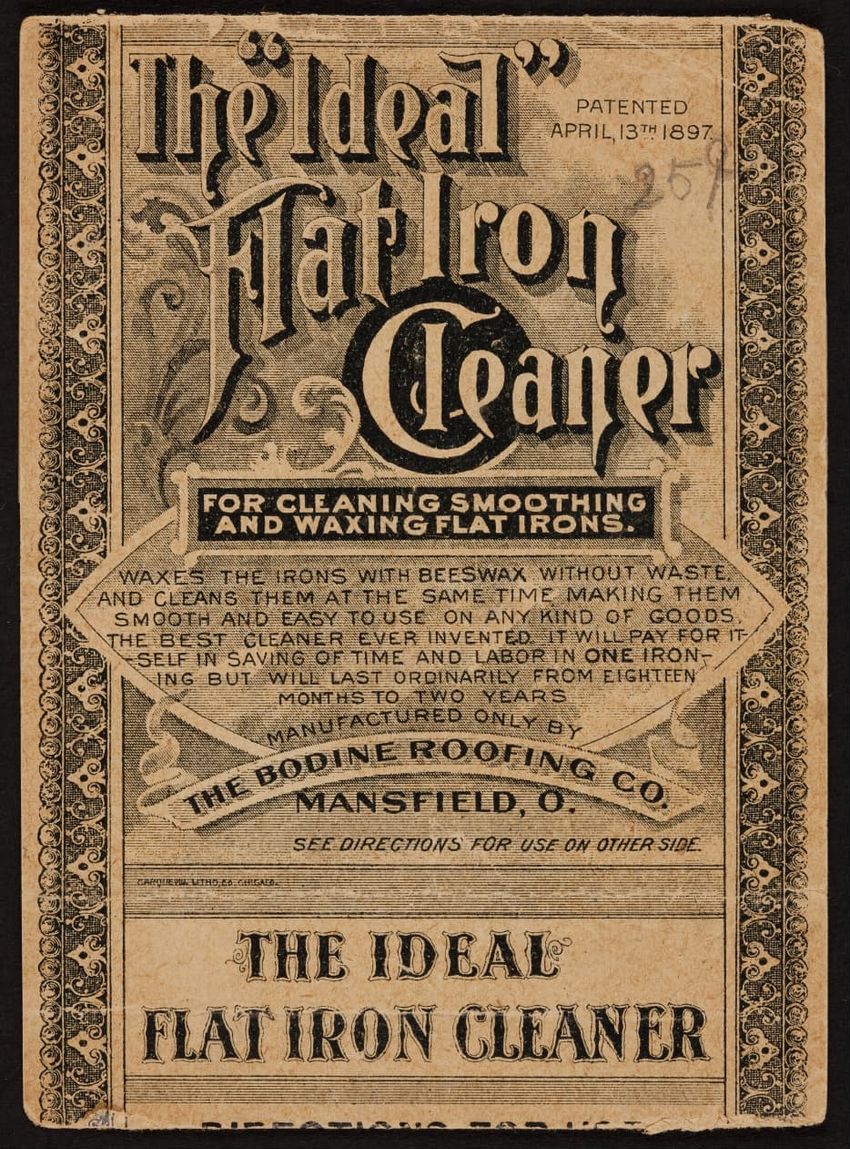 The "Ideal"
PATENTED
APRIL, 13TH 1897.
25¢
Flat Iron
Cleaner
FOR CLEANING SMOOTHING
AND WAXING FLAT IRONS.
WAXES THE IRONS WITH BEESWAX WITHOUT WASTE,
AND CLEANS THEM AT THE SAME TIME MAKING THEM
SMOOTH AND EASY TO USE ON ANY KIND OF GOODS.
THE BEST CLEANER EVER INVENTED. IT WILL PAY FOR IT-
-SELF IN SAVING OF TIME AND LABOR IN ONE IRON-
ING BUT WILL LAST ORDINARILY FROM EIGHTEEN
MONTHS TO TWO YEARS
MANUFACTURED ONLY BY
THE BODINE ROOFING CO.
MANSFIELD, O.
SEE DIRECTIONS FOR USE ON OTHER SIDE.
LITHO. CO. CHICAGO.
THE IDEAL
FLAT IRON CLEANER